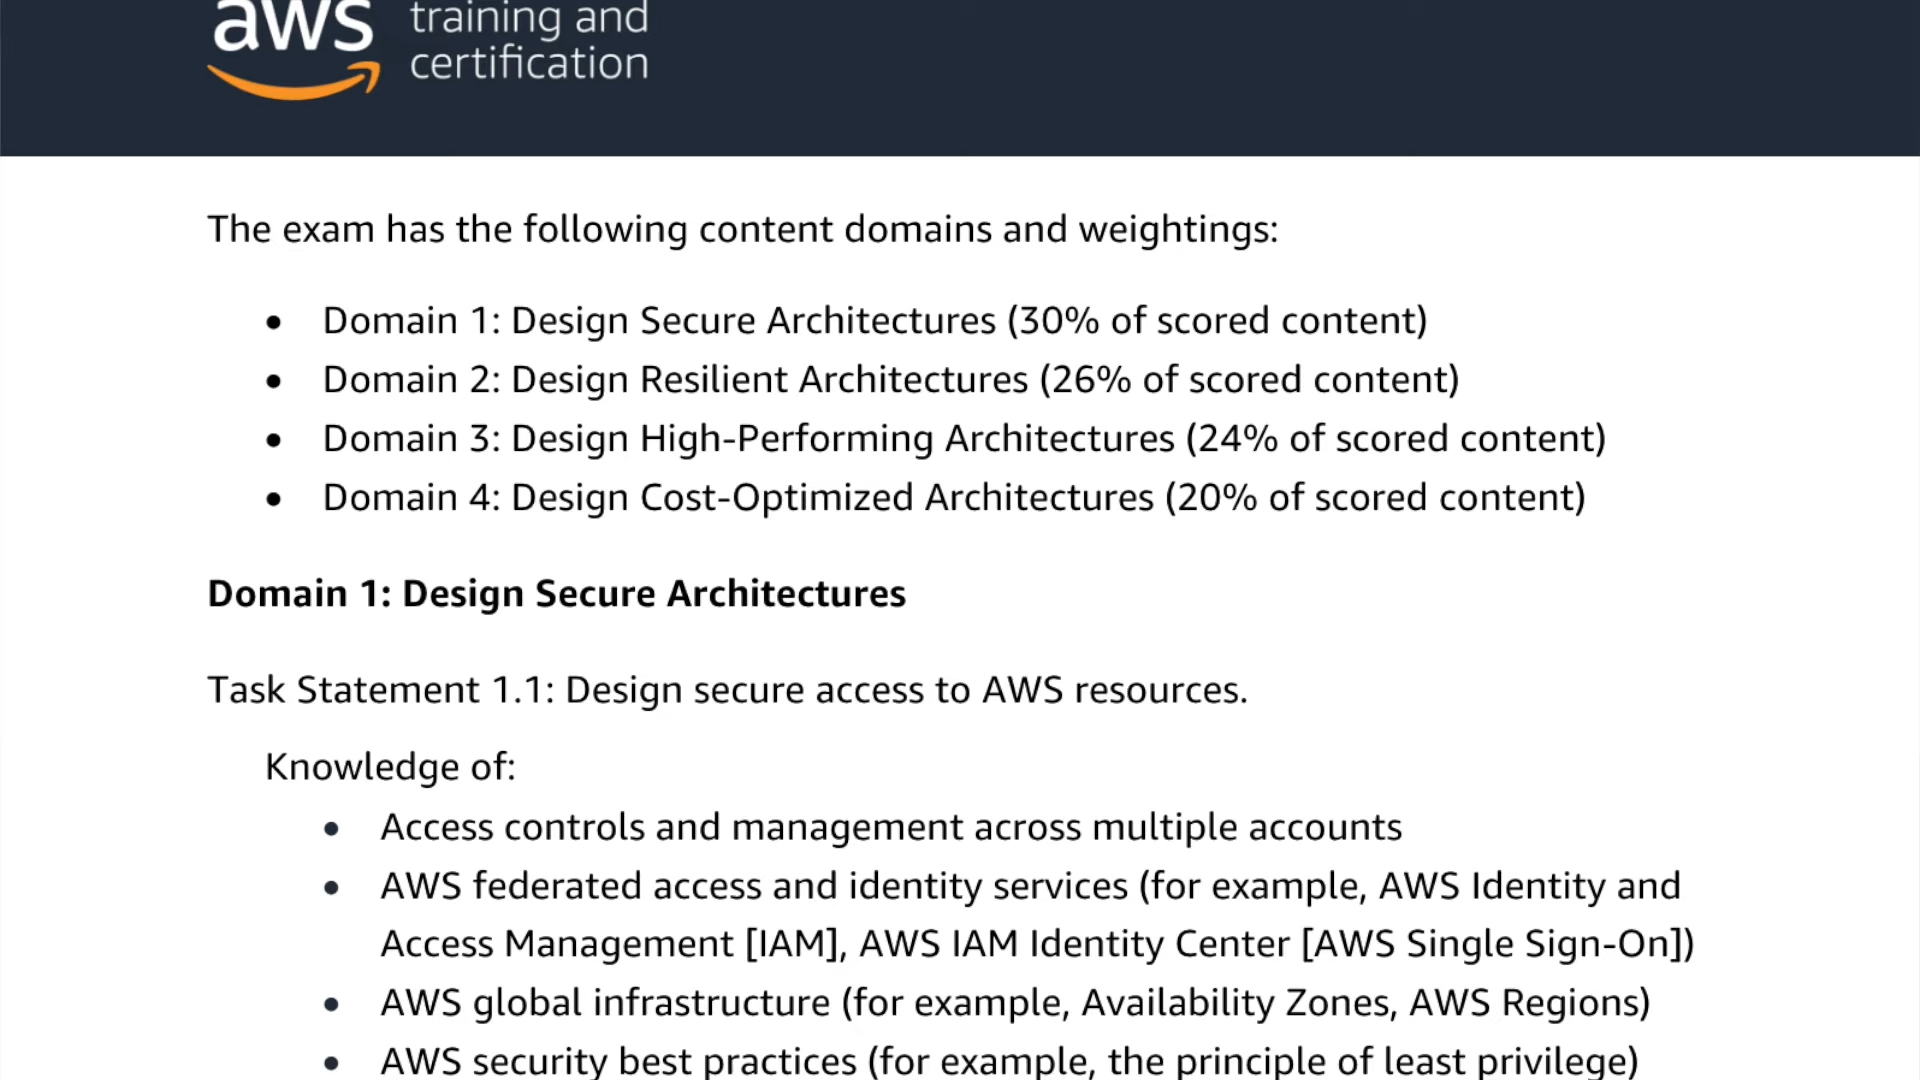 aws training and
certification
The exam has the following content domains and weightings:
• Domain 1: Design Secure Architectures (30% of scored content)
• Domain 2: Design Resilient Architectures (26% of scored content)
• Domain 3: Design High-Performing Architectures (24% of scored content)
• Domain 4: Design Cost-Optimized Architectures (20% of scored content)
Domain 1: Design Secure Architectures
Task Statement 1.1: Design secure access to AWS resources.
Knowledge of:
• Access controls and management across multiple accounts
• AWS federated access and identity services (for example, AWS Identity and
Access Management [IAM], AWS IAM Identity Center [AWS Single Sign-On])
• AWS global infrastructure (for example, Availability Zones, AWS Regions)
• AWS security best practices (for example, the principle of least privilege)